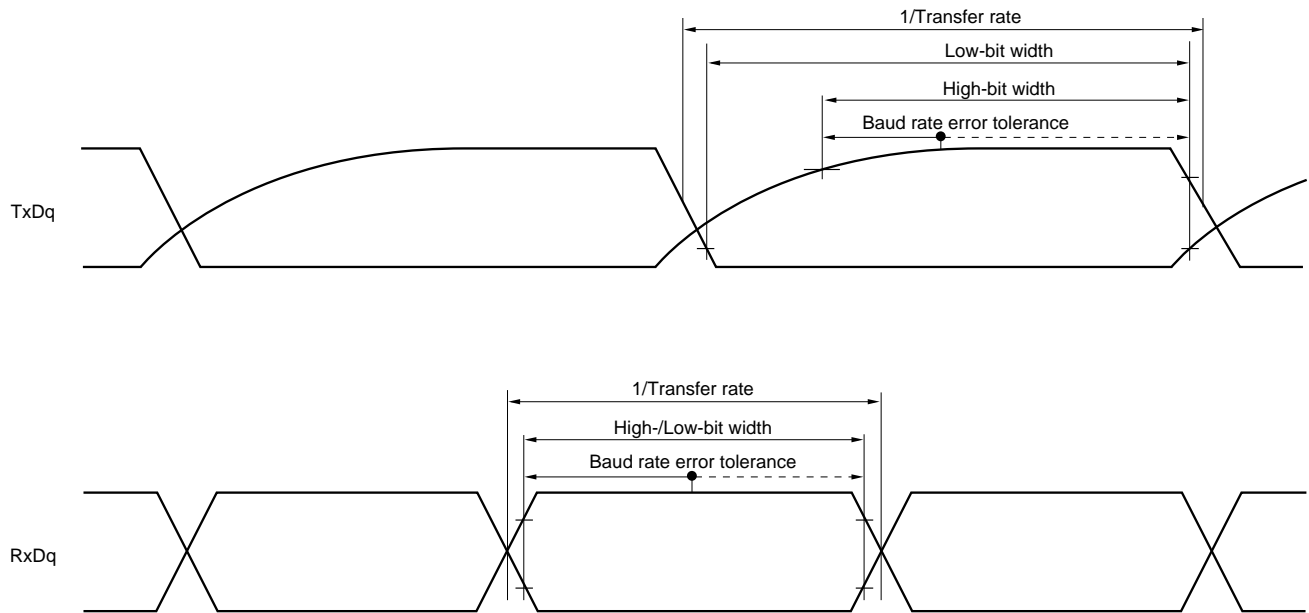 1/Transfer rate
Low-bit width
High-bit width
Baud rate error tolerance
TxDq
1/Transfer rate
High-/Low-bit width
Baud rate error tolerance
RxDq